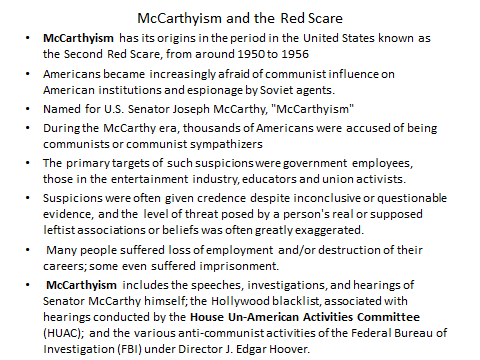 McCarthyism and the Red Scare
• McCarthyism has its origins in the period in the United States known as
the Second Red Scare, from around 1950 to 1956
• Americans became increasingly afraid of communist influence on
American institutions and espionage by Soviet agents.
• Named for U.S. Senator Joseph McCarthy, "McCarthyism"
• During the McCarthy era, thousands of Americans were accused of being
communists or communist sympathizers
• The primary targets of such suspicions were government employees,
those in the entertainment industry, educators and union activists.
• Suspicions were often given credence despite inconclusive or questionable
evidence, and the level of threat posed by a person's real or supposed
leftist associations or beliefs was often greatly exaggerated.
• Many people suffered loss of employment and/or destruction of their
careers; some even suffered imprisonment.
• McCarthyism includes the speeches, investigations, and hearings of
Senator McCarthy himself; the Hollywood blacklist, associated with
hearings conducted by the House Un-American Activities Committee
(HUAC); and the various anti-communist activities of the Federal Bureau of
Investigation (FBI) under Director J. Edgar Hoover.